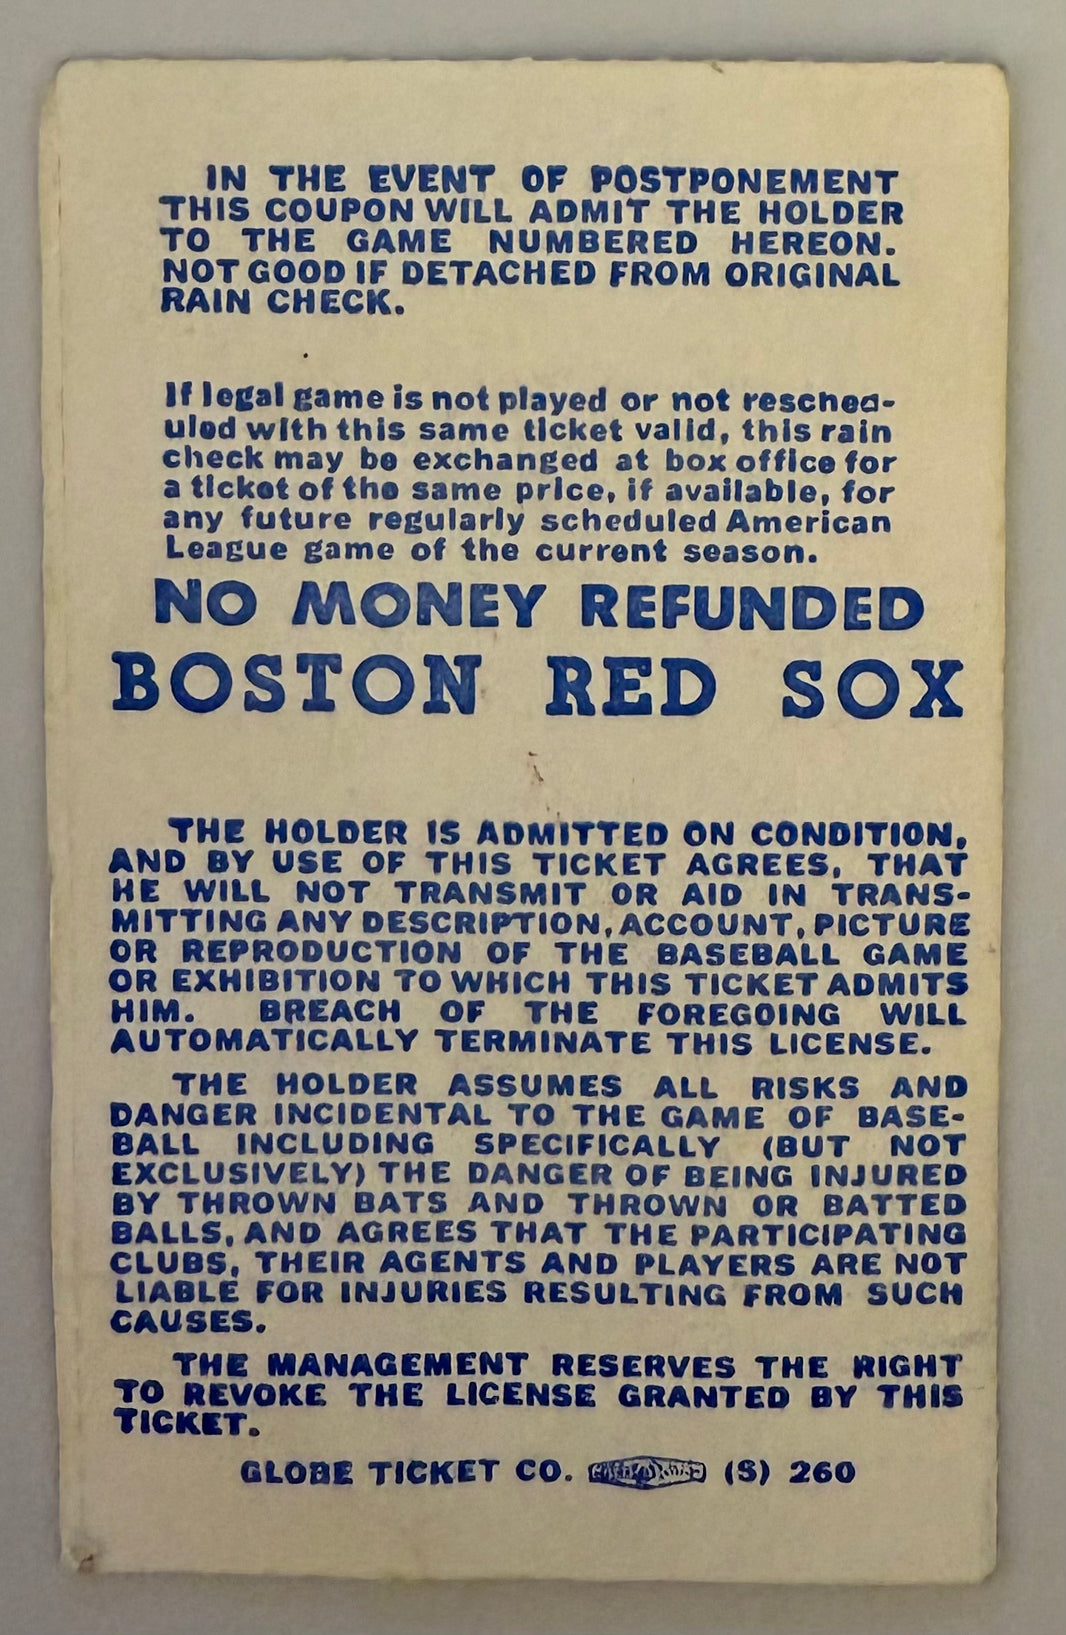 IN THE EVENT OF POSTPONEMENT
THIS COUPON WILL ADMIT THE HOLDER
TO THE GAME NUMBERED HEREON.
NOT GOOD IF DETACHED FROM ORIGINAL
RAIN CHECK.
If legal game is not played or not resched-
uled with this same ticket valid, this rain
check may be exchanged at box office for
a ticket of the same price, if available, for
any future regularly scheduled American
League game of the current season.
NO MONEY REFUNDED
BOSTON RED SOX
THE HOLDER IS ADMITTED ON CONDITION,
AND BY USE OF THIS TICKET AGREES, THAT
HE WILL NOT TRANSMIT OR AID IN TRANS-
MITTING ANY DESCRIPTION, ACCOUNT, PICTURE
OR REPRODUCTION OF THE BASEBALL GAME
OR EXHIBITION TO WHICH THIS TICKET ADMITS
HIM. BREACH OF THE FOREGOING WILL
AUTOMATICALLY TERMINATE THIS LICENSE.
THE HOLDER ASSUMES ALL RISKS AND
DANGER INCIDENTAL TO THE GAME OF BASE-
BALL INCLUDING SPECIFICALLY (BUT NOT
EXCLUSIVELY) THE DANGER OF BEING INJURED
BY THROWN BATS AND THROWN OR BATTED
BALLS, AND AGREES THAT THE PARTICIPATING
CLUBS, THEIR AGENTS AND PLAYERS ARE NOT
LIABLE FOR INJURIES RESULTING FROM SUCH
CAUSES.
THE MANAGEMENT RESERVES THE RIGHT
TO REVOKE THE LICENSE GRANTED BY THIS
TICKET.
GLOBE TICKET CO. (S) 260